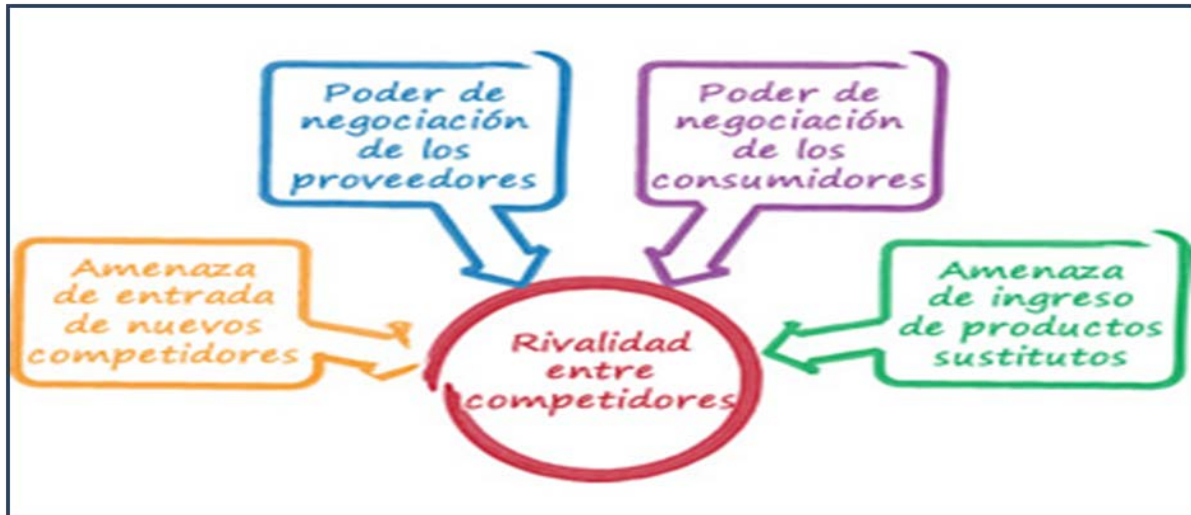 Poder de
negociación
de los
proveedores
Poder de
negociación
de los
consumidores
Amenaza
de entrada
de nuevos
competidores
Rivalidad
entre
competidores
Amenaza
de ingreso
de productos
sustitutos